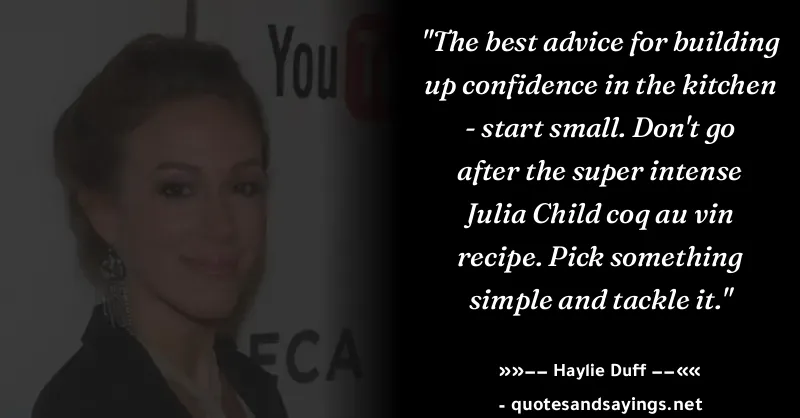 You
ECA
"The best advice for building
up confidence in the kitchen
- start small. Don't go
after the super intense
Julia Child coq au vin
recipe. Pick something
simple and tackle it."
»»–– Haylie Duff ––««
- quotesandsayings.net